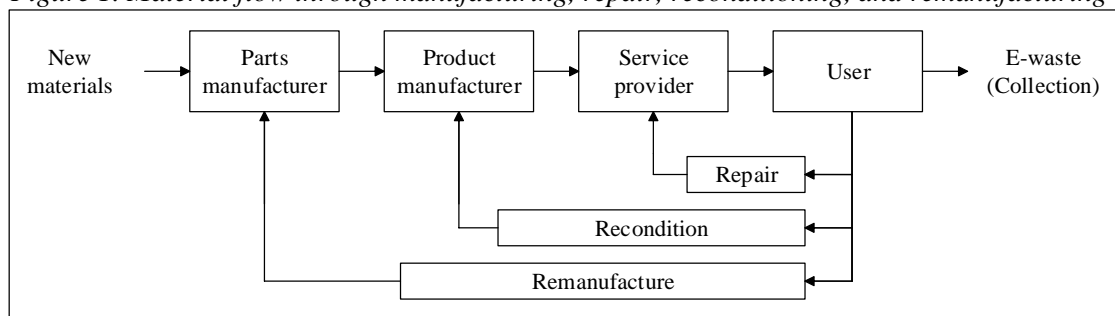 Figure 1. Material flow through manufacturing, repair, reconditioning, and remanufacturing
New
materials
Parts
manufacturer
Product
manufacturer
Service
provider
User
E-waste
(Collection)
Repair
Recondition
Remanufacture